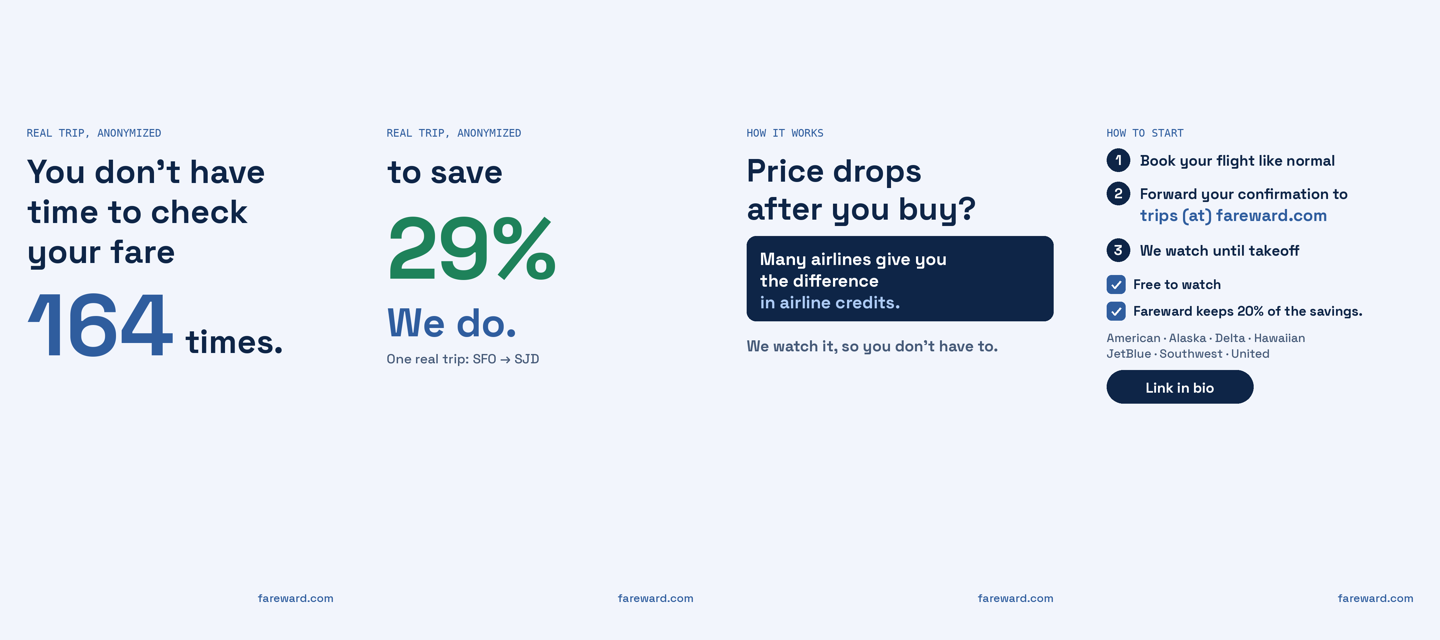 REAL TRIP, ANONYMIZED
You don’t have
time to check
your fare
164 times.
fareward.com
REAL TRIP, ANONYMIZED
to save
29%
We do.
One real trip: SFO → SJD
fareward.com
HOW IT WORKS
Price drops
after you buy?
Many airlines give you
the difference
in airline credits.
We watch it, so you don’t have to.
fareward.com
HOW TO START
1 Book your flight like normal
2 Forward your confirmation to
trips (at) fareward.com
3 We watch until takeoff
Free to watch
Fareward keeps 20% of the savings.
American · Alaska · Delta · Hawaiian
JetBlue · Southwest · United
Link in bio
fareward.com